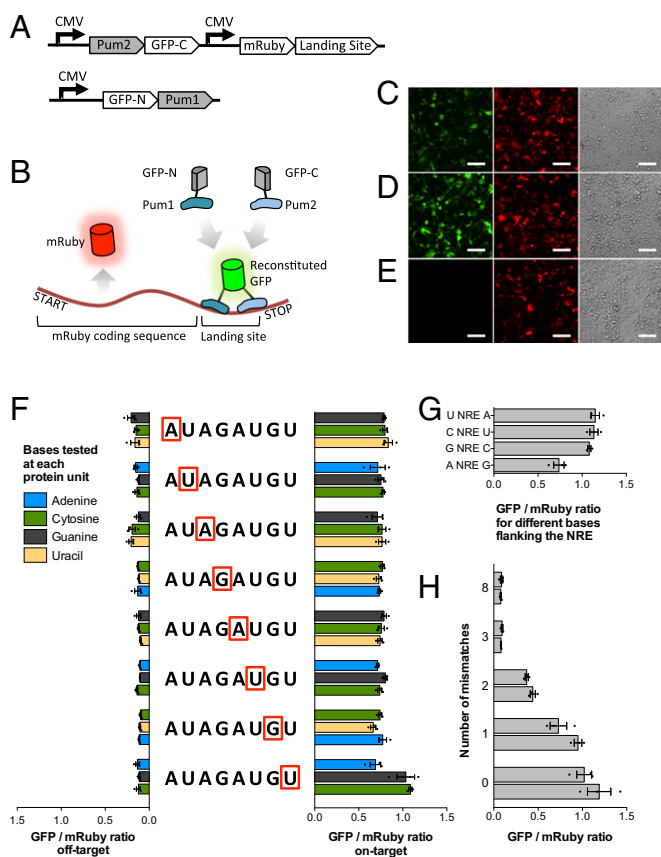 A
CMV
CMV
Pum2
GFP-C
mRuby
Landing Site
CMV
GFP-N
Pum1
B
GFP-N
GFP-C
Pum1
Pum2
mRuby
Reconstituted
GFP
START
STOP
mRuby coding sequence
Landing site
C
D
E
F
Bases tested
at each
protein unit
Adenine
Cytosine
Guanine
Uracil
AUAGAUGU
AUAGAUGU
AUAGAUGU
AUAGAUGU
AUAGAUGU
AUAGAUGU
AUAGAUGU
AUAGAUGU
1.5
1.0
0.5
0.0
GFP / mRuby ratio
off-target
0.0
0.5
1.0
1.5
GFP / mRuby ratio
on-target
G
U NRE A
C NRE U
G NRE C
A NRE G
0.0
0.5
1.0
1.5
GFP / mRuby ratio
for different bases
flanking the NRE
H
Number of mismatches
8
3
2
1
0
0.0
0.5
1.0
1.5
GFP / mRuby ratio